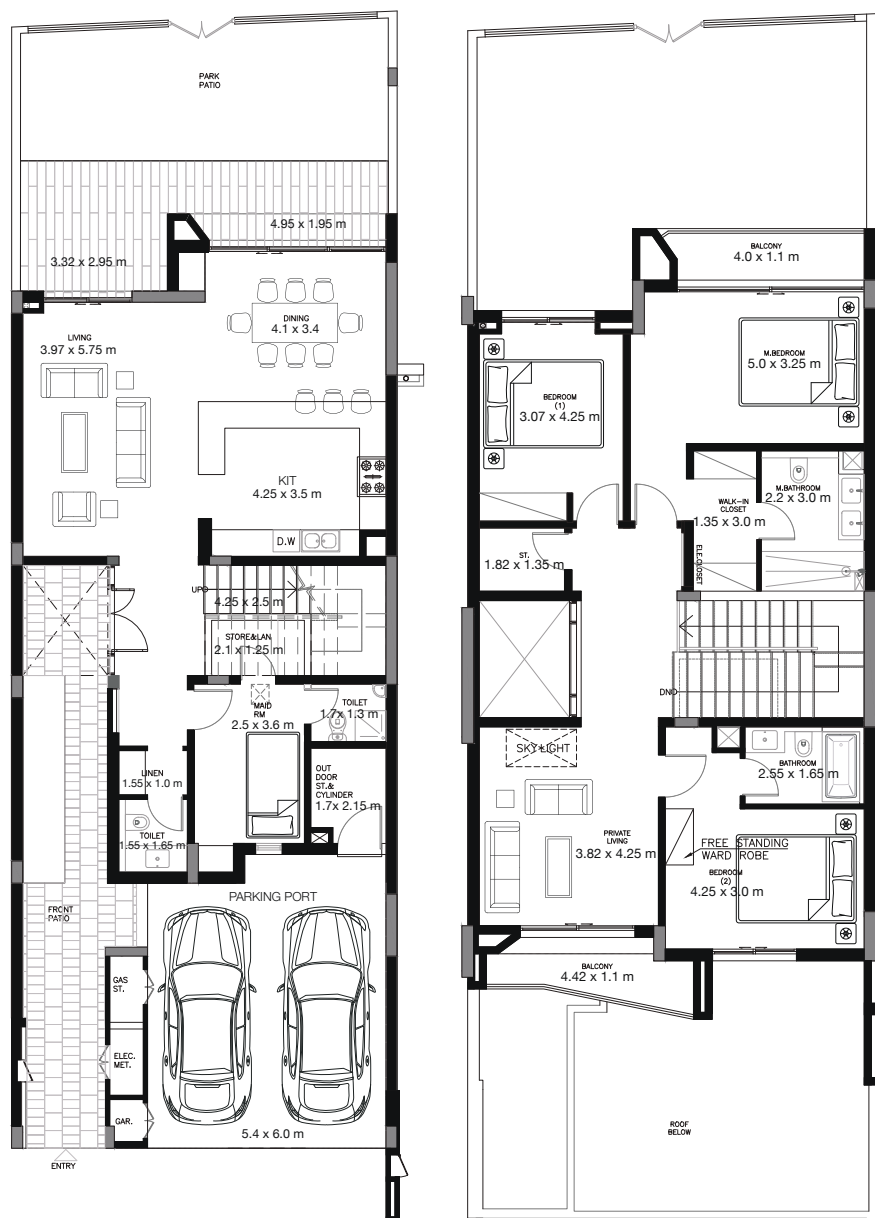 PARK
PATIO
4.95 x 1.95 m
3.32 x 2.95 m
DINING
4.1 x 3.4
LIVING
3.97 x 5.75 m
KIT
4.25 x 3.5 m
D.W
UP
4.25 x 2.5 m
STORE&LAN
2.1 x 1.25 m
MAID
RM
2.5 x 3.6 m
TOILET
1.7x 1.3 m
LINEN
1.55 x 1.0 m
OUT
DOOR
ST.&
CYLINDER
1.7x 2.15 m
TOILET
1.55 x 1.65 m
PARKING PORT
FRONT
PATIO
GAS
ST.
ELEC.
MET.
GAR.
5.4 x 6.0 m
ENTRY
BALCONY
4.0 x 1.1 m
M.BEDROOM
5.0 x 3.25 m
BEDROOM
(1)
3.07 x 4.25 m
M.BATHROOM
2.2 x 3.0 m
WALK-IN
CLOSET
1.35 x 3.0 m
ST.
1.82 x 1.35 m
ELE.CLOSET
DN
SKY LIGHT
BATHROOM
2.55 x 1.65 m
PRIVATE
LIVING
3.82 x 4.25 m
FREE STANDING
WARD ROBE
BEDROOM
(2)
4.25 x 3.0 m
BALCONY
4.42 x 1.1 m
ROOF
BELOW